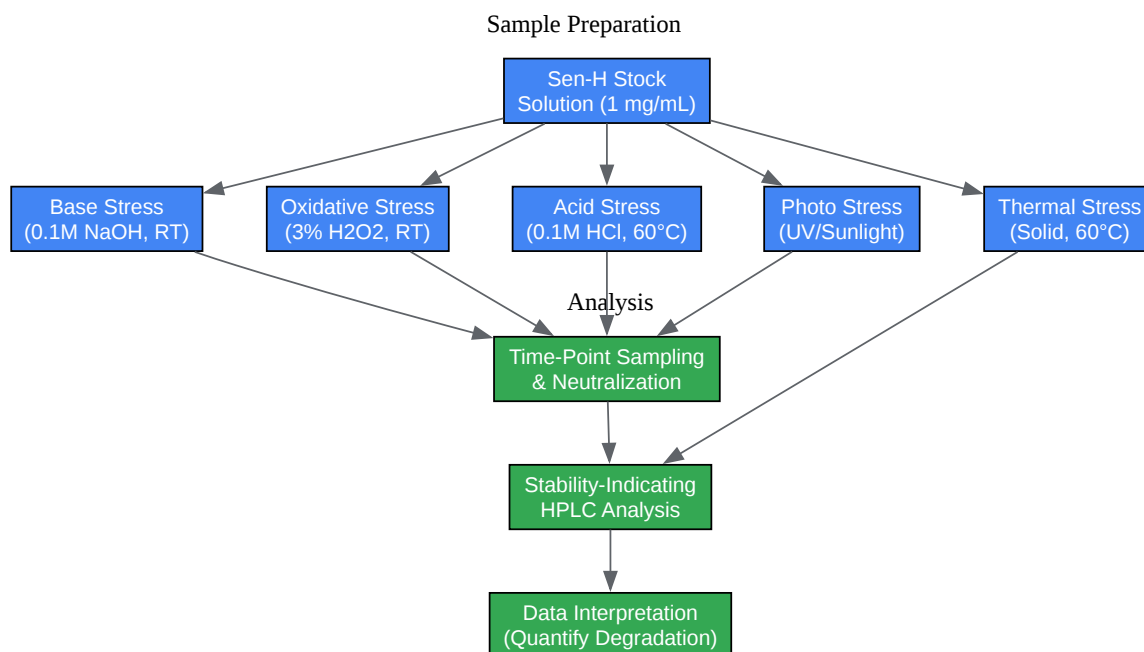 Sample Preparation
Sen-H Stock
Solution (1 mg/mL)
Base Stress
(0.1M NaOH, RT)
Oxidative Stress
(3% H2O2, RT)
Acid Stress
(0.1M HCl, 60°C)
Photo Stress
(UV/Sunlight)
Thermal Stress
(Solid, 60°C)
Analysis
Time-Point Sampling
& Neutralization
Stability-Indicating
HPLC Analysis
Data Interpretation
(Quantify Degradation)